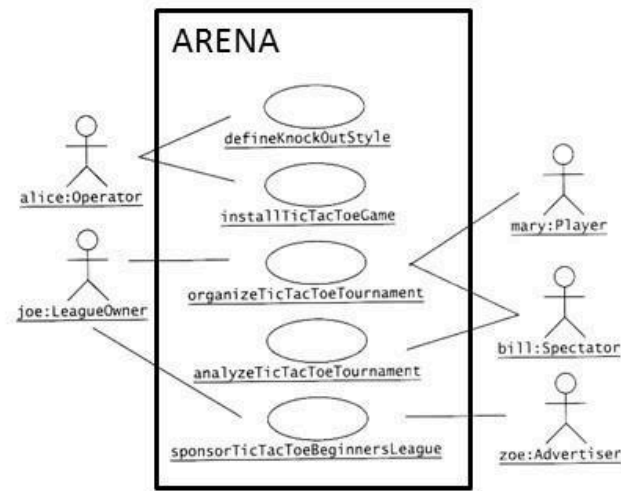 ARENA
defineKnockOutStyle
alice:Operator
installTicTacToeGame
mary:Player
organizeTicTacToeTournament
joe:LeagueOwner
bill:Spectator
analyzeTicTacToeTournament
sponsorTicTacToeBeginnersLeague
zoe:Advertiser